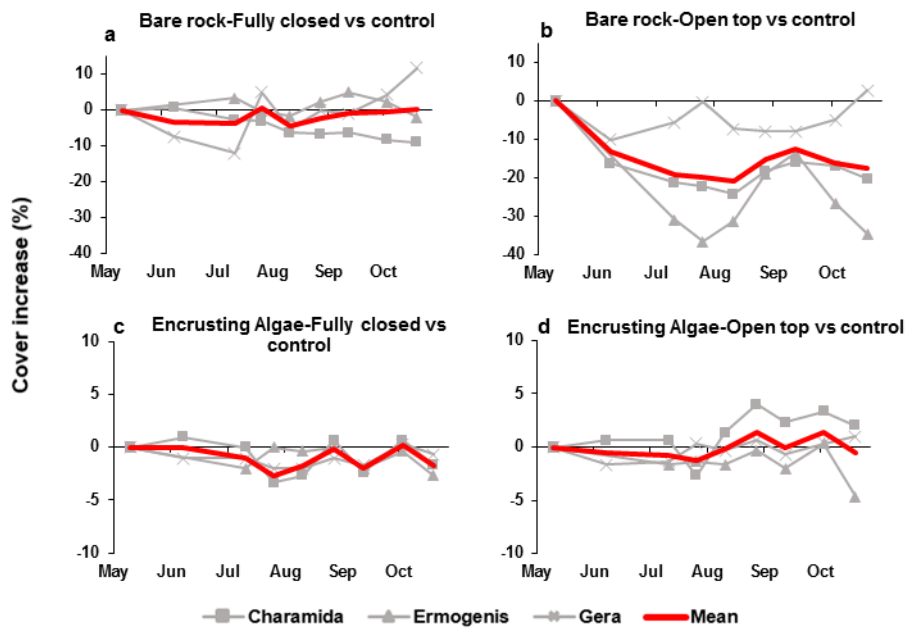 a Bare rock-Fully closed vs control
10
0
-10
-20
-30
-40
May Jun Jul Aug Sep Oct
b Bare rock-Open top vs control
10
0
-10
-20
-30
-40
May Jun Jul Aug Sep Oct
Cover increase (%)
c Encrusting Algae-Fully closed vs
control
10
5
0
-5
-10
May Jun Jul Aug Sep Oct
d Encrusting Algae-Open top vs control
10
5
0
-5
-10
May Jun Jul Aug Sep Oct
Charamida Ermogenis Gera Mean